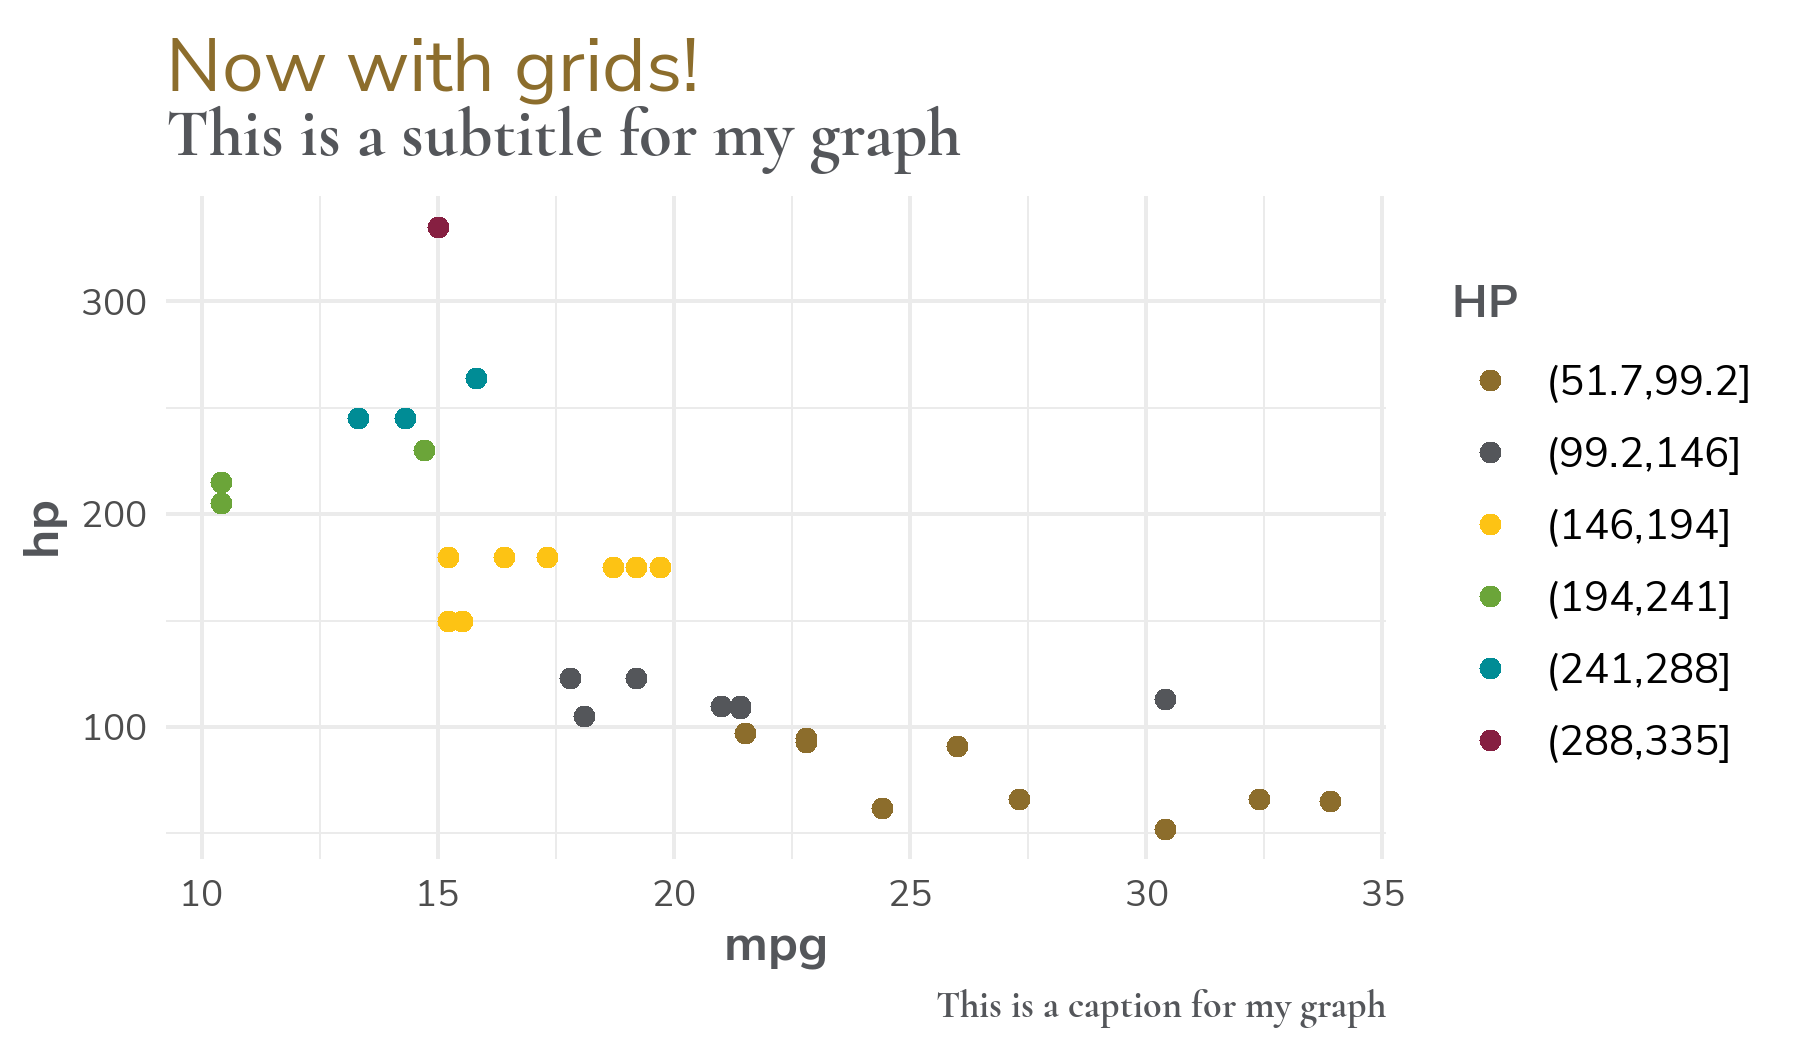 Now with grids!
This is a subtitle for my graph
300
200
100
hp
10 15 20 25 30 35
mpg
HP
(51.7,99.2]
(99.2,146]
(146,194]
(194,241]
(241,288]
(288,335]
This is a caption for my graph